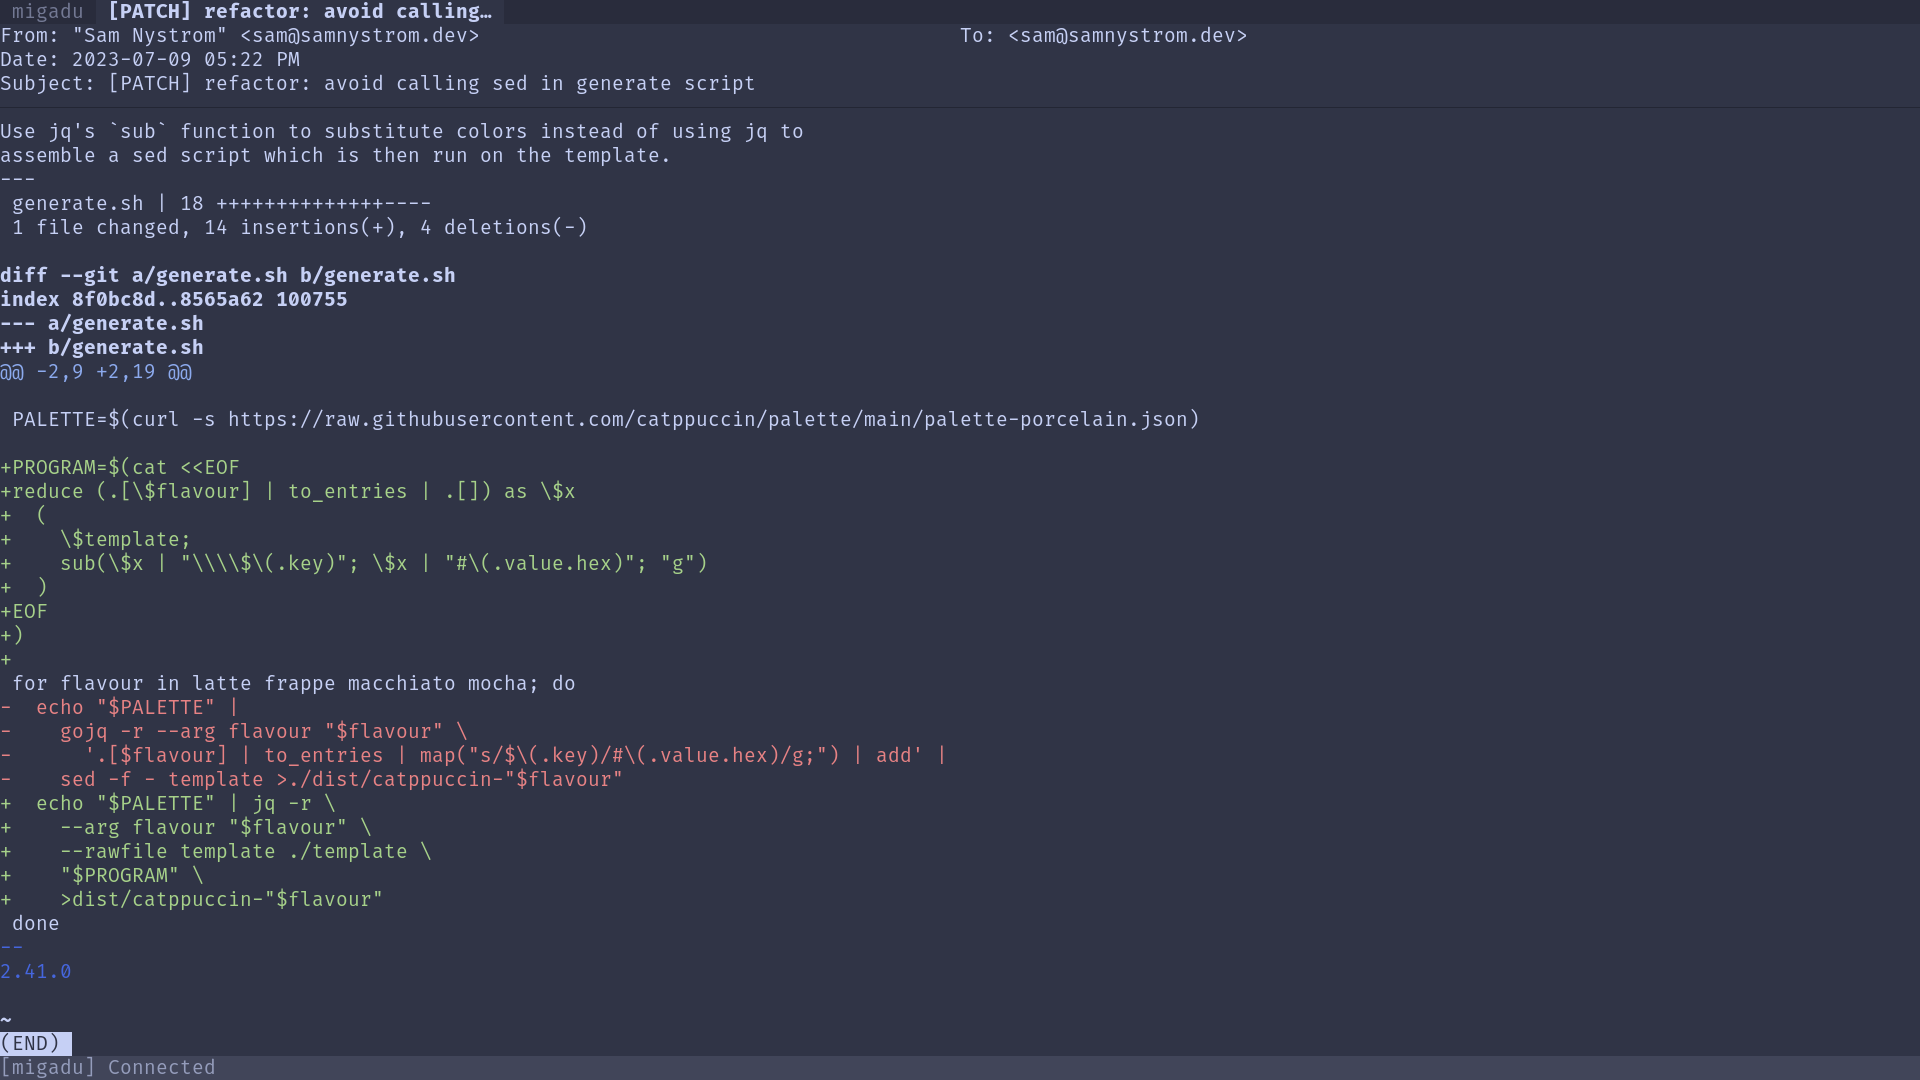 migadu  [PATCH] refactor: avoid calling…
From: "Sam Nystrom" <sam@samnystrom.dev>                                        To: <sam@samnystrom.dev>
Date: 2023-07-09 05:22 PM
Subject: [PATCH] refactor: avoid calling sed in generate script
Use jq's `sub` function to substitute colors instead of using jq to
assemble a sed script which is then run on the template.
---
 generate.sh | 18 ++++++++++++++----
 1 file changed, 14 insertions(+), 4 deletions(-)
diff --git a/generate.sh b/generate.sh
index 8f0bc8d..8565a62 100755
--- a/generate.sh
+++ b/generate.sh
@@ -2,9 +2,19 @@
 PALETTE=$(curl -s https://raw.githubusercontent.com/catppuccin/palette/main/palette-porcelain.json)
+PROGRAM=$(cat <<EOF
+reduce (.[\$flavour] | to_entries | .[]) as \$x
+  (
+    \$template;
+    sub(\$x | "\\\\$\(.key)"; \$x | "#\(.value.hex)"; "g")
+  )
+EOF
+)
+
 for flavour in latte frappe macchiato mocha; do
-  echo "$PALETTE" |
-    gojq -r --arg flavour "$flavour" \
-      '.[$flavour] | to_entries | map("s/$\(.key)/#\(.value.hex)/g;") | add' |
-    sed -f - template >./dist/catppuccin-"$flavour"
+  echo "$PALETTE" | jq -r \
+    --arg flavour "$flavour" \
+    --rawfile template ./template \
+    "$PROGRAM" \
+    >dist/catppuccin-"$flavour"
 done
--
2.41.0
~
(END)
[migadu] Connected